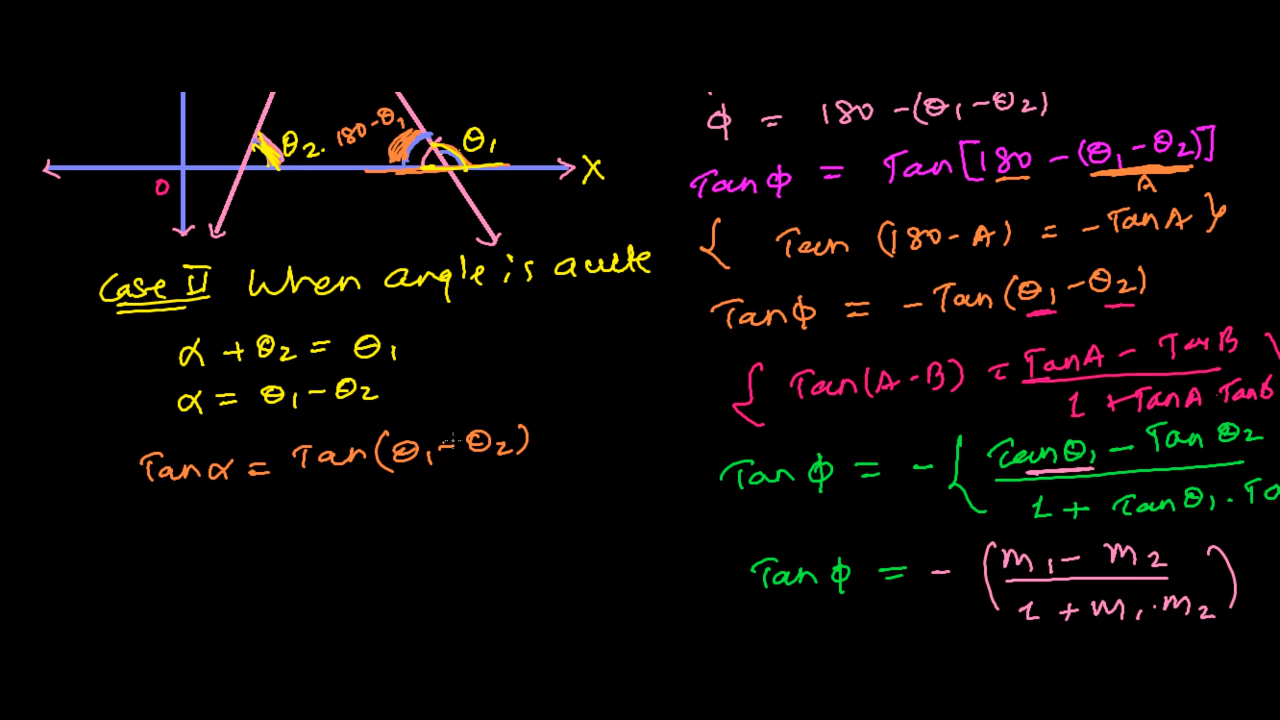 θ2. 180-θ1 θ1
X
0
Case II When angle is acute
α + θ2 = θ1
α = θ1 - θ2
Tan α = Tan (θ1 - θ2)
φ = 180 - (θ1 - θ2)
Tan φ = Tan [180 - (θ1 - θ2)]
A
{ Tan (180 - A) = - Tan A }
Tan φ = - Tan (θ1 - θ2)
{ Tan (A - B) = Tan A - Tan B
1 + Tan A . Tan B
Tan φ = - { Tan θ1 - Tan θ2
1 + Tan θ1 .
Tan φ = - ( m1 - m2 )
1 + m1 . m2